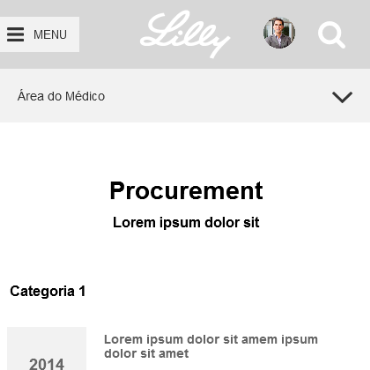 MENU
Lilly
Área do Médico
Procurement
Lorem ipsum dolor sit
Categoria 1
2014
Lorem ipsum dolor sit amem ipsum
dolor sit amet